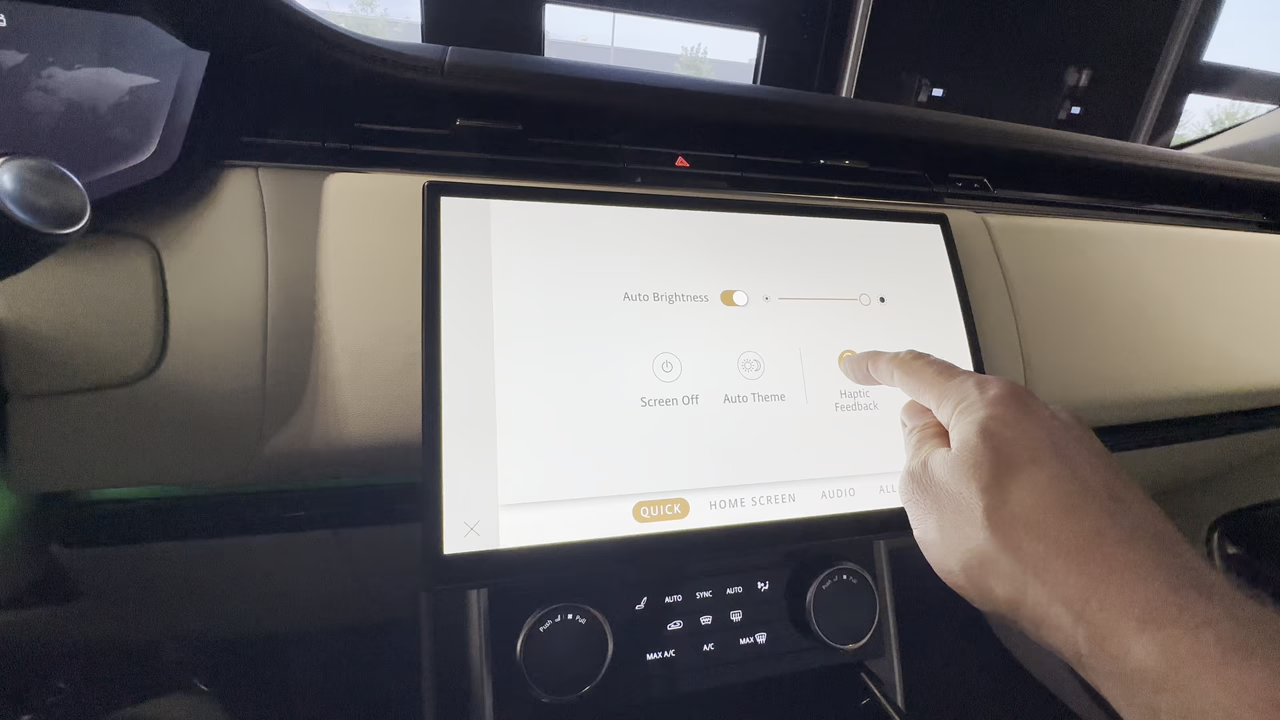 Auto Brightness
Screen Off
Auto Theme
Haptic
Feedback
QUICK
HOME SCREEN
AUDIO
ALL
AUTO
SYNC
AUTO
Push
Pull
Push
Pull
MAX A/C
A/C
MAX